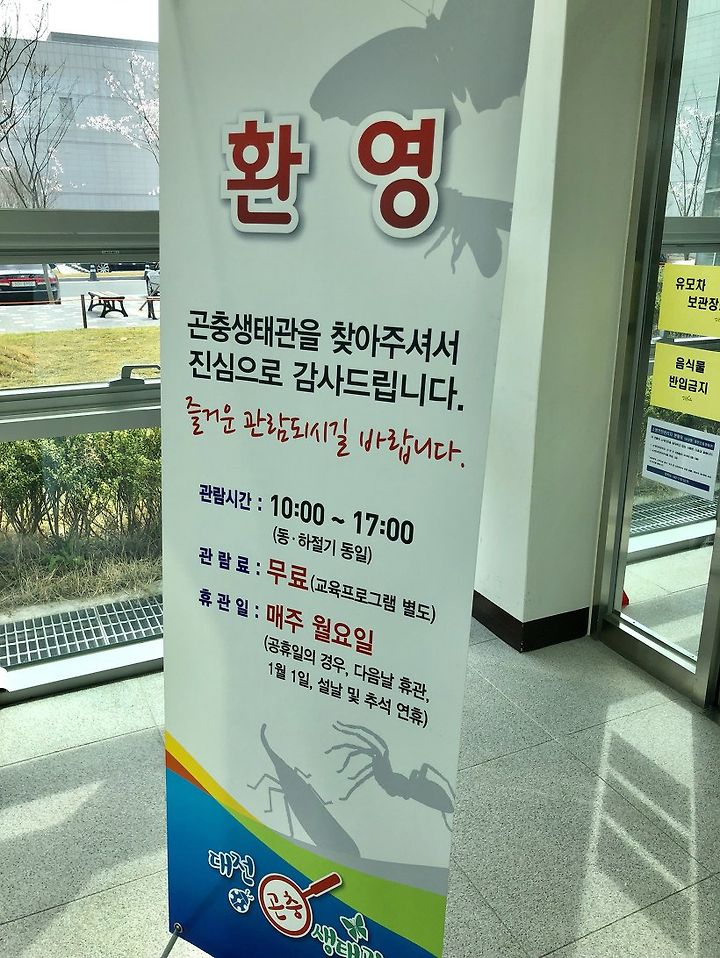 환영
곤충생태관을 찾아주셔서
진심으로 감사드립니다.
즐거운 관람되시길 바랍니다.
관람시간 : 10:00 ~ 17:00
(동·하절기 동일)
관 람 료 : 무료(교육프로그램 별도)
휴 관 일 : 매주 월요일
(공휴일의 경우, 다음날 휴관,
1월 1일, 설날 및 추석 연휴)
대전
곤충
생태
유모차
보관장
음식물
반입금지